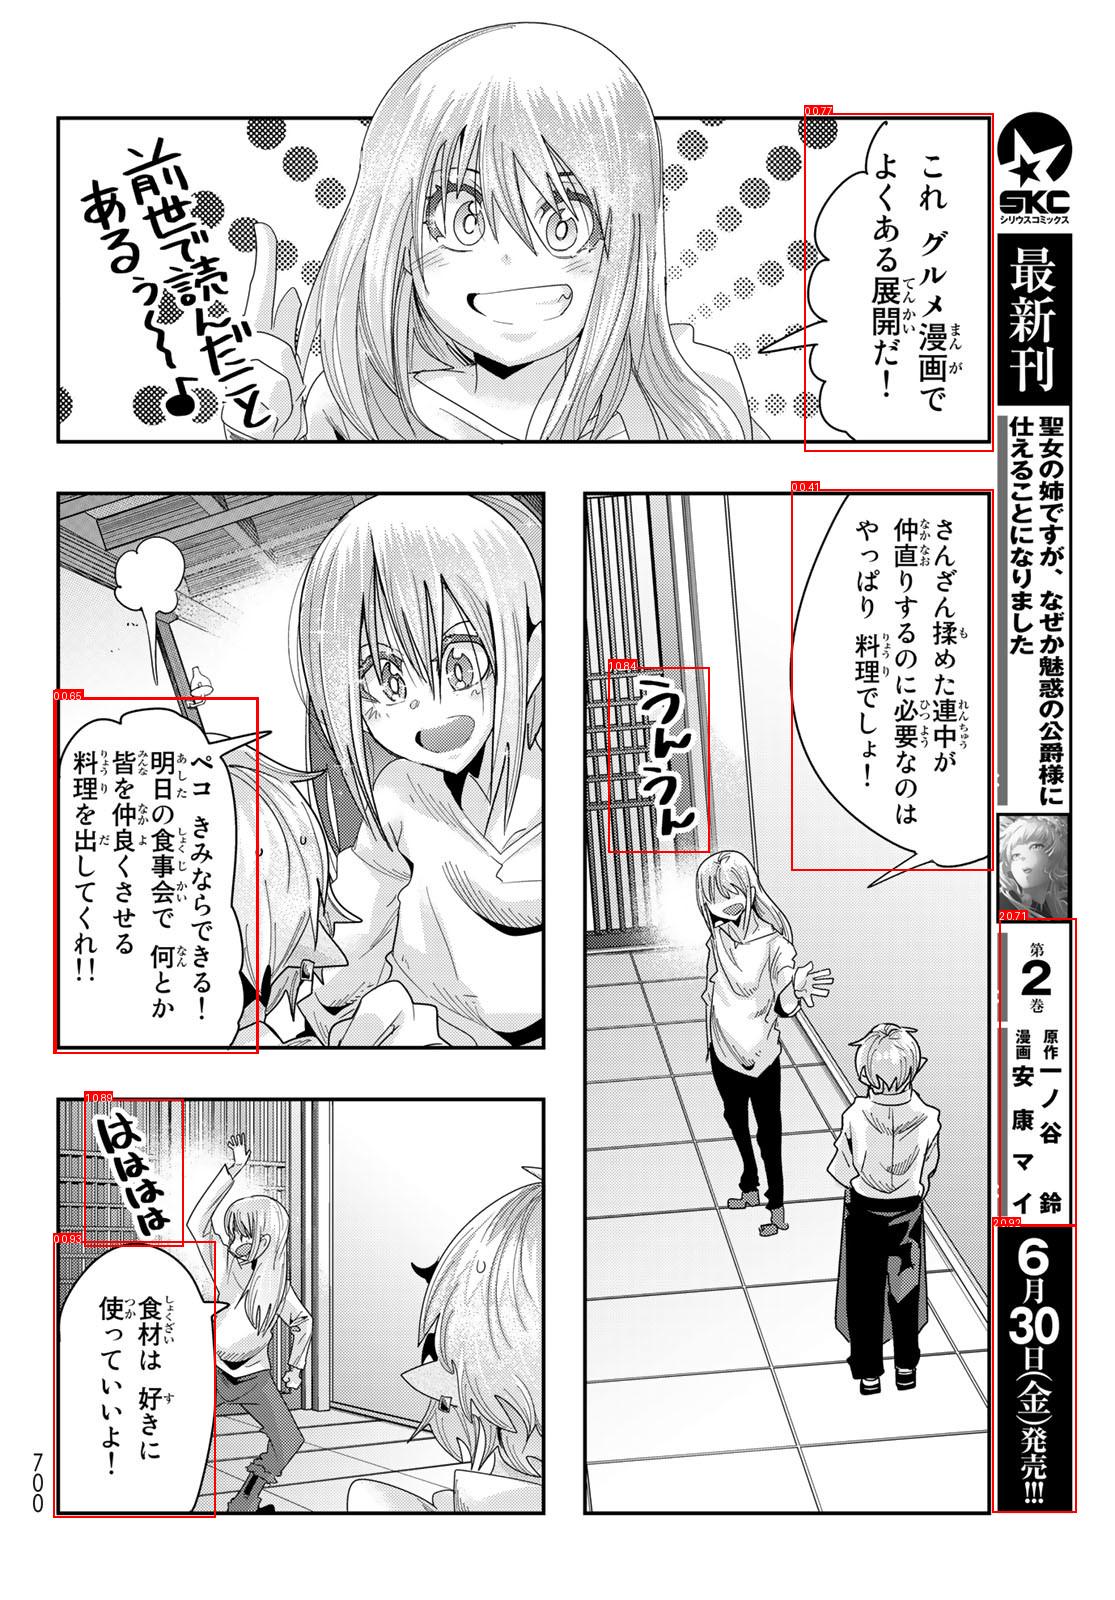 これ グルメ漫画で
よくある展開だ！
前世で読んだこと
あるぅ〜〜♪
さんざん揉めた連中が
仲直りするのに必要なのは
やっぱり 料理でしょ！
うんうん
ペコ きみならできる！
明日の食事会で 何とか
皆を仲良くさせる
料理を出してくれ!!
はははは
食材は 好きに
使っていいよ！
SKC
シリウスコミックス
最新刊
聖女の姉ですが、なぜか魅惑の公爵様に
仕えることになりました
第2巻
原作 一ノ谷 鈴
漫画 安康マイ
6月30日(金)発売!!!
700
0077
0041
1084
0065
1089
0093
2071
2092